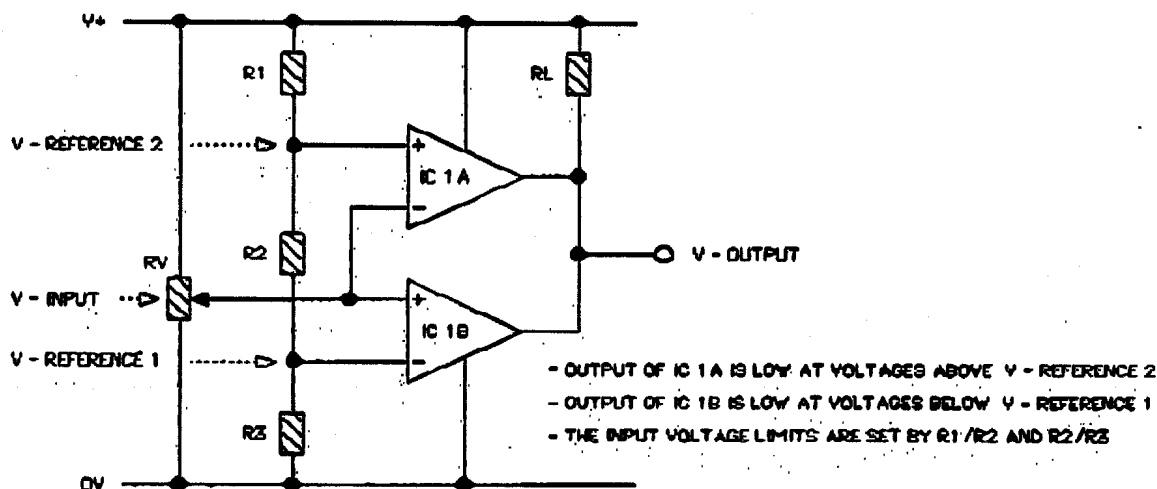 V+
R1
RL
V - REFERENCE 2
+
IC 1A
-
R2
RV
V - OUTPUT
V - INPUT
+
IC 1B
-
V - REFERENCE 1
- OUTPUT OF IC 1A IS LOW AT VOLTAGES ABOVE V - REFERENCE 2
- OUTPUT OF IC 1B IS LOW AT VOLTAGES BELOW V - REFERENCE 1
- THE INPUT VOLTAGE LIMITS ARE SET BY R1/R2 AND R2/R3
R3
0V